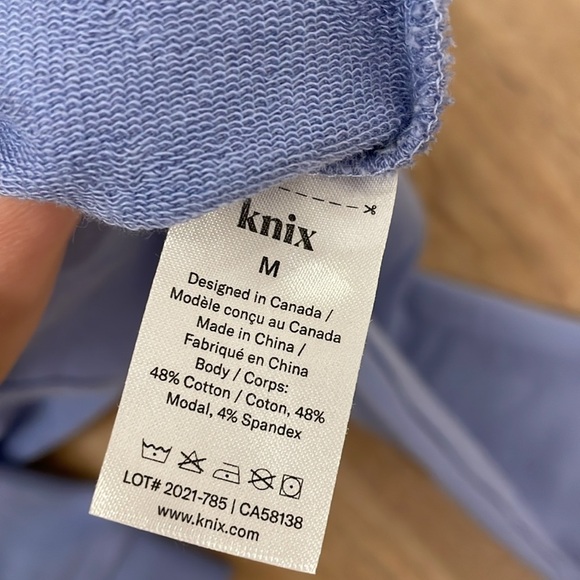 knix
M
Designed in Canada /
Modèle conçu au Canada
Made in China /
Fabriqué en China
Body / Corps:
48% Cotton / Coton, 48%
Modal, 4% Spandex
LOT# 2021-785 | CA58138
www.knix.com